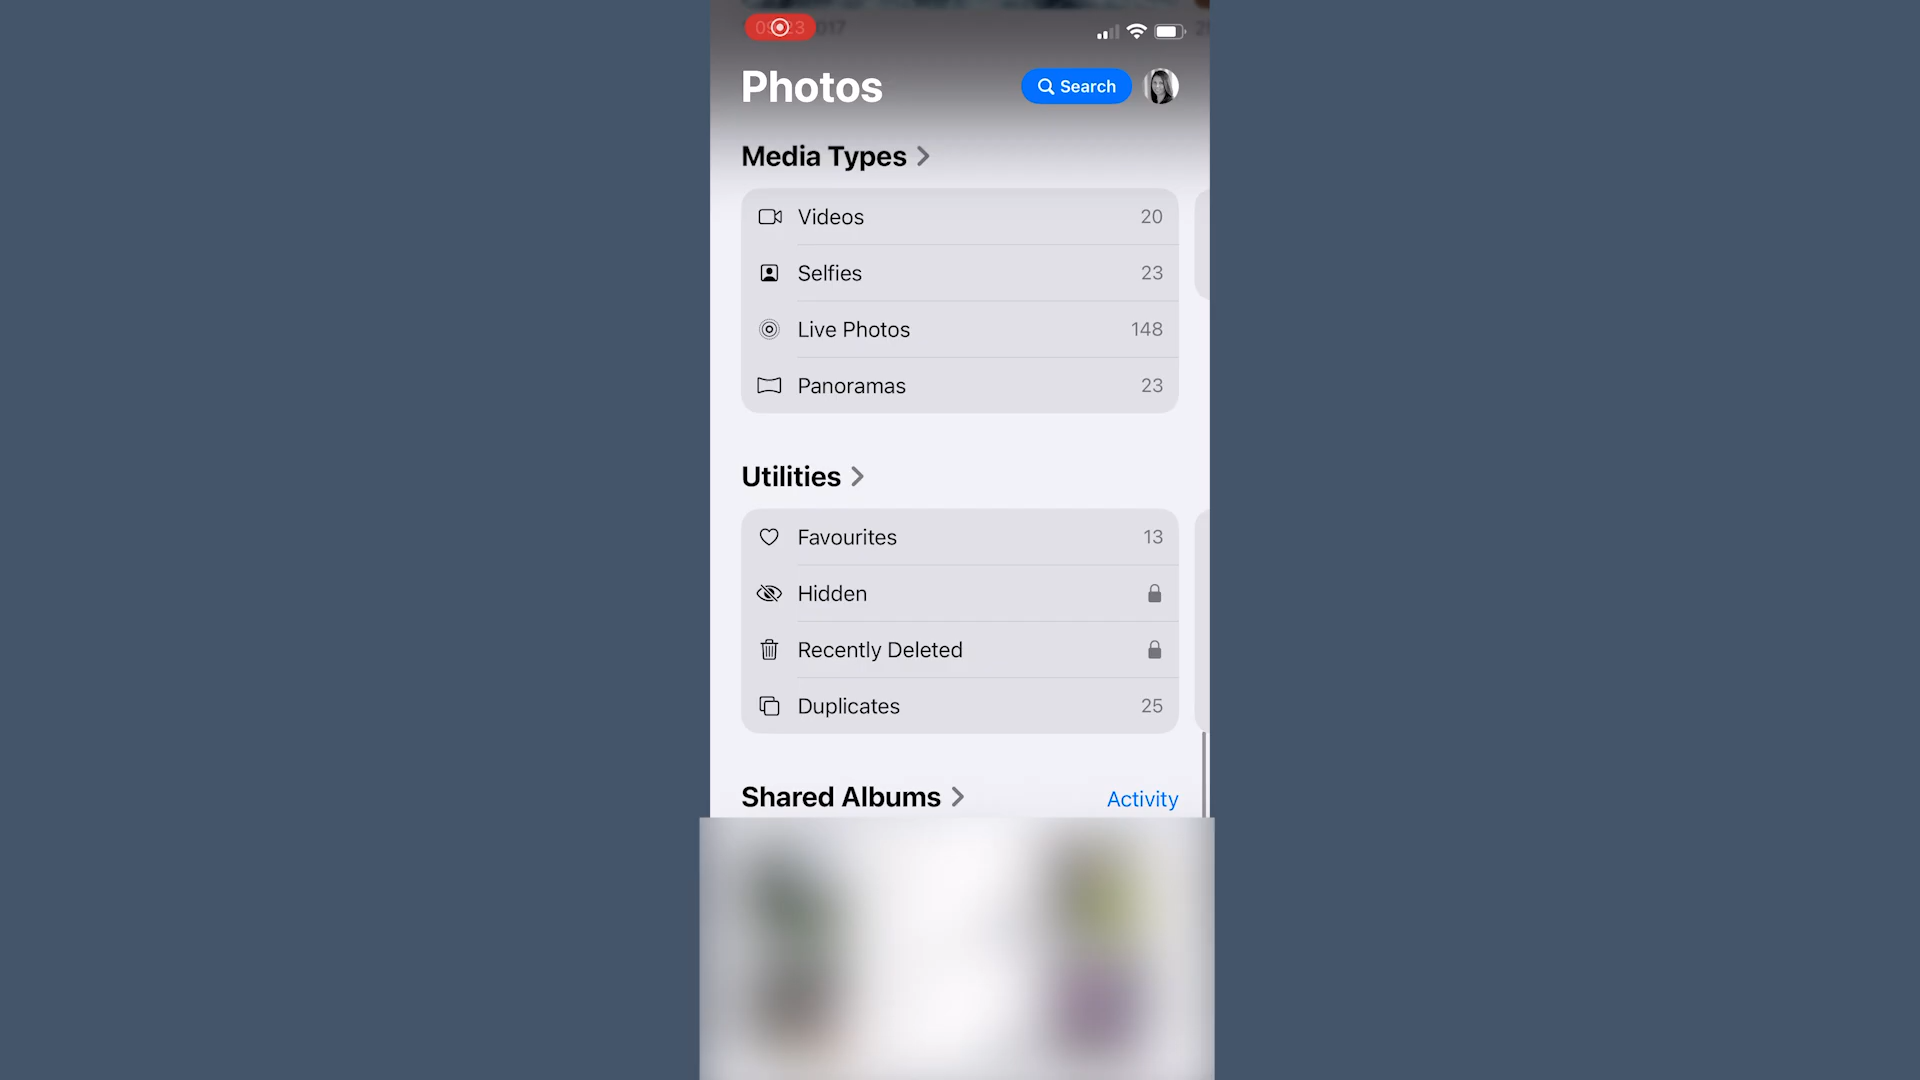 Photos
Search
Media Types
Videos 20
Selfies 23
Live Photos 148
Panoramas 23
Utilities
Favourites 13
Hidden
Recently Deleted
Duplicates 25
Shared Albums
Activity